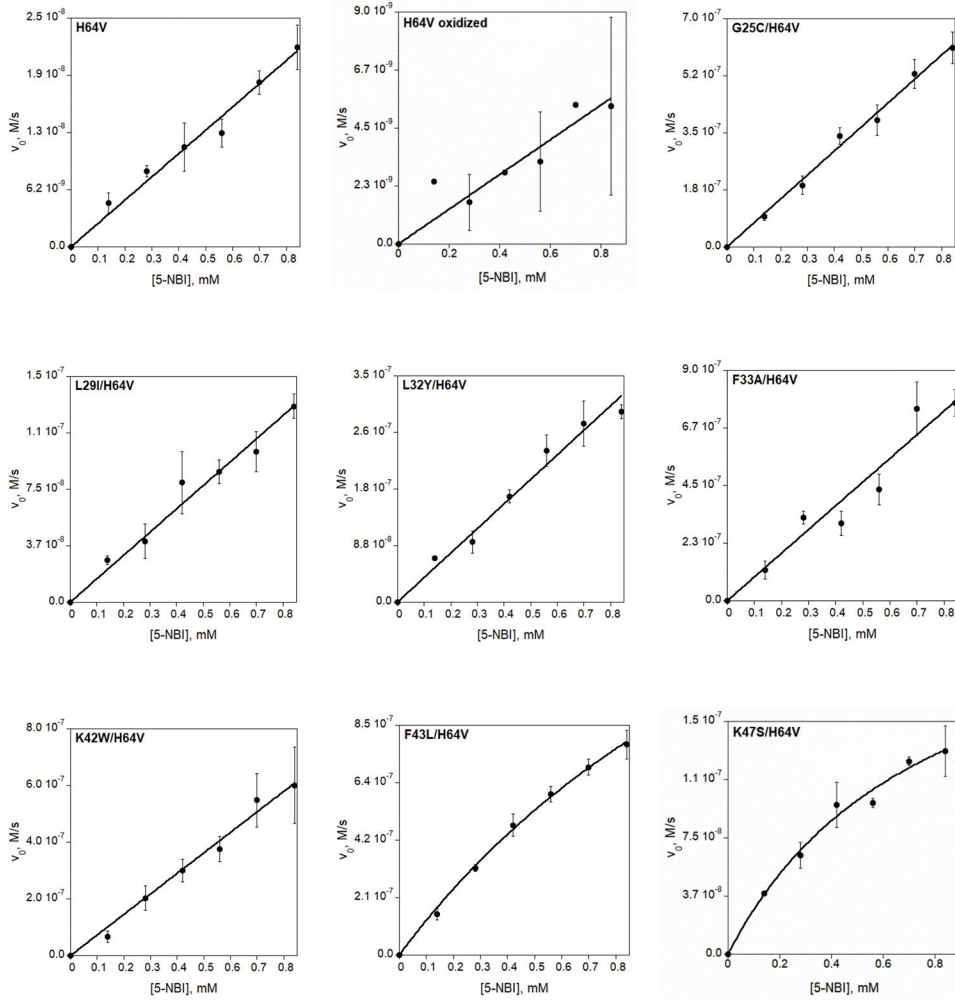 H64V
2.5 10⁻⁸
1.9 10⁻⁸
1.3 10⁻⁸
6.2 10⁻⁹
0.0
v₀, M/s
0 0.1 0.2 0.3 0.4 0.5 0.6 0.7 0.8
[5-NBI], mM
H64V oxidized
9.0 10⁻⁹
6.7 10⁻⁹
4.5 10⁻⁹
2.3 10⁻⁹
0.0
v₀, M/s
0 0.2 0.4 0.6 0.8
[5-NBI], mM
G25C/H64V
7.0 10⁻⁷
5.2 10⁻⁷
3.5 10⁻⁷
1.8 10⁻⁷
0.0
v₀, M/s
0 0.1 0.2 0.3 0.4 0.5 0.6 0.7 0.8
[5-NBI], mM
L29I/H64V
1.5 10⁻⁷
1.1 10⁻⁷
7.5 10⁻⁸
3.7 10⁻⁸
0.0
v₀, M/s
0 0.1 0.2 0.3 0.4 0.5 0.6 0.7 0.8
[5-NBI], mM
L32Y/H64V
3.5 10⁻⁷
2.6 10⁻⁷
1.8 10⁻⁷
8.8 10⁻⁸
0.0
v₀, M/s
0 0.1 0.2 0.3 0.4 0.5 0.6 0.7 0.8
[5-NBI], mM
F33A/H64V
9.0 10⁻⁷
6.7 10⁻⁷
4.5 10⁻⁷
2.3 10⁻⁷
0.0
v₀, M/s
0 0.1 0.2 0.3 0.4 0.5 0.6 0.7 0.8
[5-NBI], mM
K42W/H64V
8.0 10⁻⁷
6.0 10⁻⁷
4.0 10⁻⁷
2.0 10⁻⁷
0.0
v₀, M/s
0 0.1 0.2 0.3 0.4 0.5 0.6 0.7 0.8
[5-NBI], mM
F43L/H64V
8.5 10⁻⁷
6.4 10⁻⁷
4.2 10⁻⁷
2.1 10⁻⁷
0.0
v₀, M/s
0 0.1 0.2 0.3 0.4 0.5 0.6 0.7 0.8
[5-NBI], mM
K47S/H64V
1.5 10⁻⁷
1.1 10⁻⁷
7.5 10⁻⁸
3.7 10⁻⁸
0.0
v₀, M/s
0 0.2 0.4 0.6 0.8
[5-NBI], mM